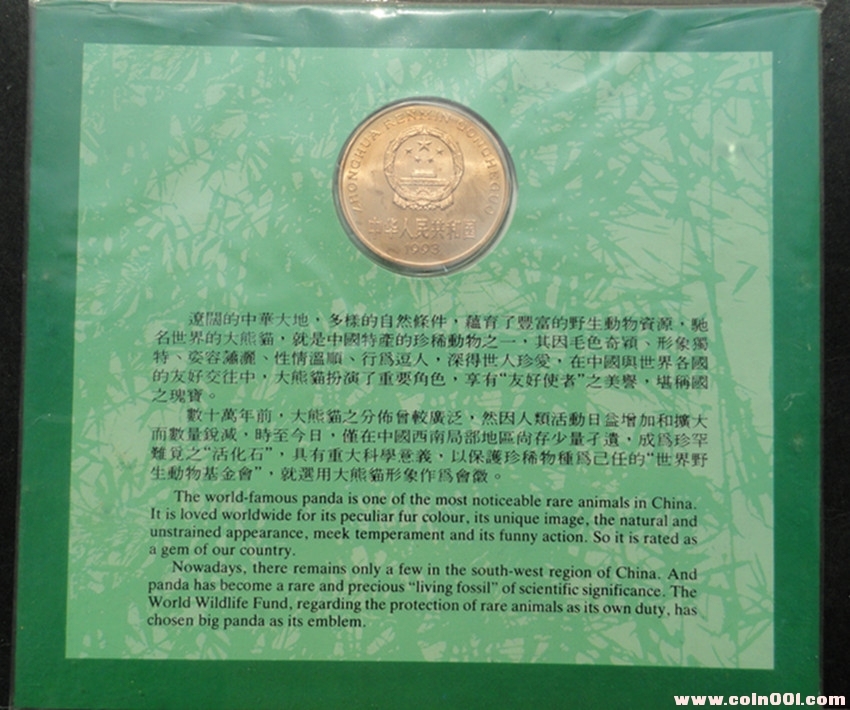 ZHONGHUA RENMIN GONGHEGUO
中华人民共和国
1993
遼闊的中華大地，多樣的自然條件，蘊育了豐富的野生動物資源，馳
名世界的大熊貓，就是中國特產的珍稀動物之一，其因毛色奇穎、形象獨
特、姿容瀟灑、性情溫順、行爲逗人，深得世人珍愛，在中國與世界各國
的友好交往中，大熊貓扮演了重要角色，享有“友好使者”之美譽，堪稱國
之瑰寶。
數十萬年前，大熊貓之分佈曾較廣泛，然因人類活動日益增加和擴大
而數量銳減，時至今日，僅在中國西南局部地區尚存少量孑遺，成爲珍罕
難覓之“活化石”，具有重大科學意義，以保護珍稀物種爲己任的“世界野
生動物基金會”，就選用大熊貓形象作爲會徽。
The world-famous panda is one of the most noticeable rare animals in China.
It is loved worldwide for its peculiar fur colour, its unique image, the natural and
unstrained appearance, meek temperament and its funny action. So it is rated as
a gem of our country.
Nowadays, there remains only a few in the south-west region of China. And
panda has become a rare and precious “living fossil” of scientific significance. The
World Wildlife Fund, regarding the protection of rare animals as its own duty, has
chosen big panda as its emblem.
www.coin001.com